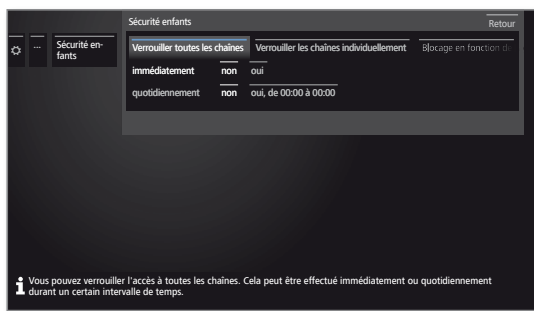 Sécurité enfants
Retour
... Sécurité en-
fants
Verrouiller toutes les chaînes Verrouiller les chaînes individuellement Blocage en fonction de
immédiatement non oui
quotidiennement non oui, de 00:00 à 00:00
Vous pouvez verrouiller l'accès à toutes les chaînes. Cela peut être effectué immédiatement ou quotidiennement
durant un certain intervalle de temps.